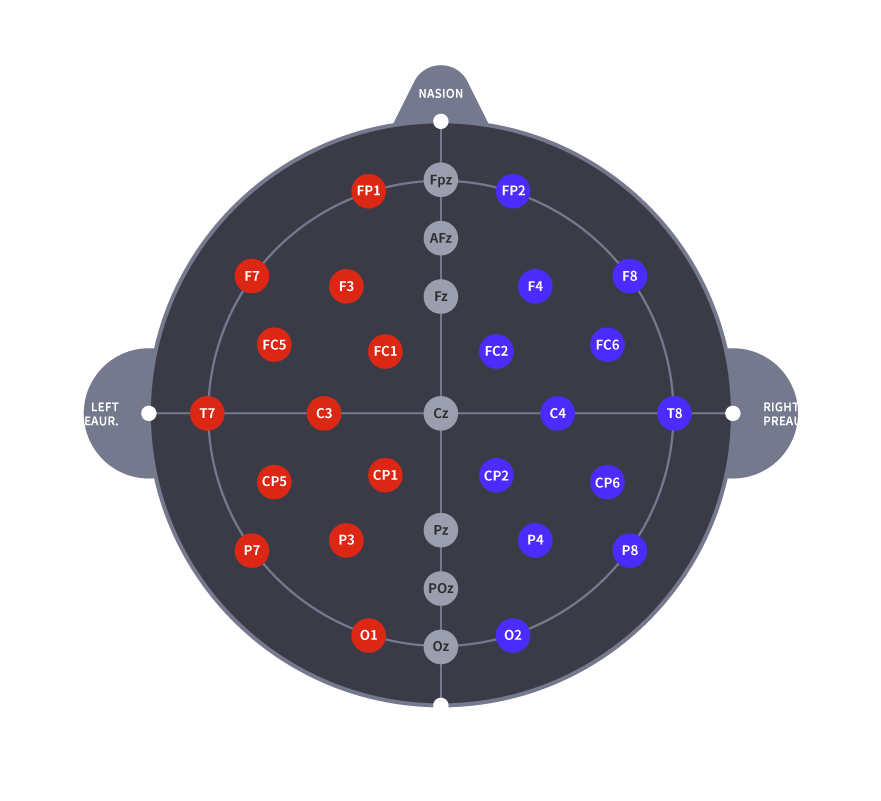 NASION
Fpz
FP1
FP2
AFz
F7
F3
Fz
F4
F8
FC5
FC1
FC2
FC6
LEFT
EAUR.
T7
C3
Cz
C4
T8
RIGHT
PREAU
CP5
CP1
CP2
CP6
P7
P3
Pz
P4
P8
POz
O1
Oz
O2